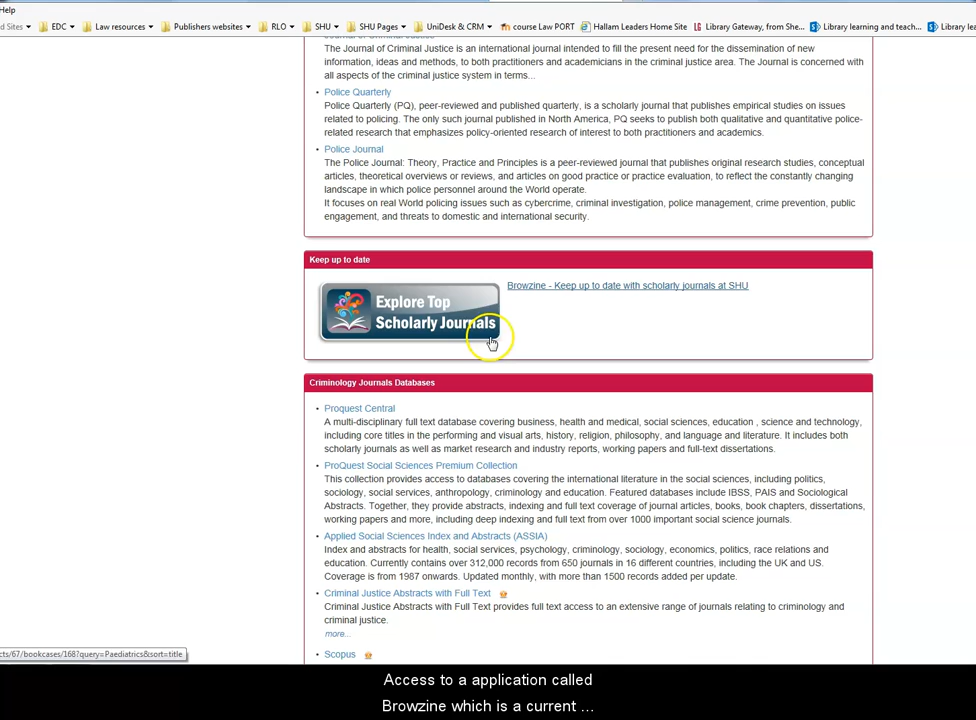 Help
d Sites
EDC
Law resources
Publishers websites
RLO
SHU
SHU Pages
UniDesk & CRM
course Law PORT
Hallam Leaders Home Site
Library Gateway, from She...
Library learning and teach...
Library lea
Journal of Criminal Justice
The Journal of Criminal Justice is an international journal intended to fill the present need for the dissemination of new
information, ideas and methods, to both practitioners and academicians in the criminal justice area. The Journal is concerned with
all aspects of the criminal justice system in terms...
• Police Quarterly
Police Quarterly (PQ), peer-reviewed and published quarterly, is a scholarly journal that publishes empirical studies on issues
related to policing. The only such journal published in North America, PQ seeks to publish both qualitative and quantitative police-
related research that emphasizes policy-oriented research of interest to both practitioners and academics.
• Police Journal
The Police Journal: Theory, Practice and Principles is a peer-reviewed journal that publishes original research studies, conceptual
articles, theoretical overviews or reviews, and articles on good practice or practice evaluation, to reflect the constantly changing
landscape in which police personnel around the World operate.
It focuses on real World policing issues such as cybercrime, criminal investigation, police management, crime prevention, public
engagement, and threats to domestic and international security.
Keep up to date
Explore Top
Scholarly Journals
Browzine - Keep up to date with scholarly journals at SHU
Criminology Journals Databases
• Proquest Central
A multi-disciplinary full text database covering business, health and medical, social sciences, education , science and technology,
including core titles in the performing and visual arts, history, religion, philosophy, and language and literature. It includes both
scholarly journals as well as market research and industry reports, working papers and full-text dissertations.
• ProQuest Social Sciences Premium Collection
This collection provides access to databases covering the international literature in the social sciences, including politics,
sociology, social services, anthropology, criminology and education. Featured databases include IBSS, PAIS and Sociological
Abstracts. Together, they provide abstracts, indexing and full text coverage of journal articles, books, book chapters, dissertations,
working papers and more, including deep indexing and full text from over 1000 important social science journals.
• Applied Social Sciences Index and Abstracts (ASSIA)
Index and abstracts for health, social services, psychology, criminology, sociology, economics, politics, race relations and
education. Currently contains over 312,000 records from 650 journals in 16 different countries, including the UK and US.
Coverage is from 1987 onwards. Updated monthly, with more than 1500 records added per update.
• Criminal Justice Abstracts with Full Text
Criminal Justice Abstracts with Full Text provides full text access to an extensive range of journals relating to criminology and
criminal justice.
more...
• Scopus
cts/67/bookcases/168?query=Paediatrics&sort=title
Access to a application called
Browzine which is a current ...